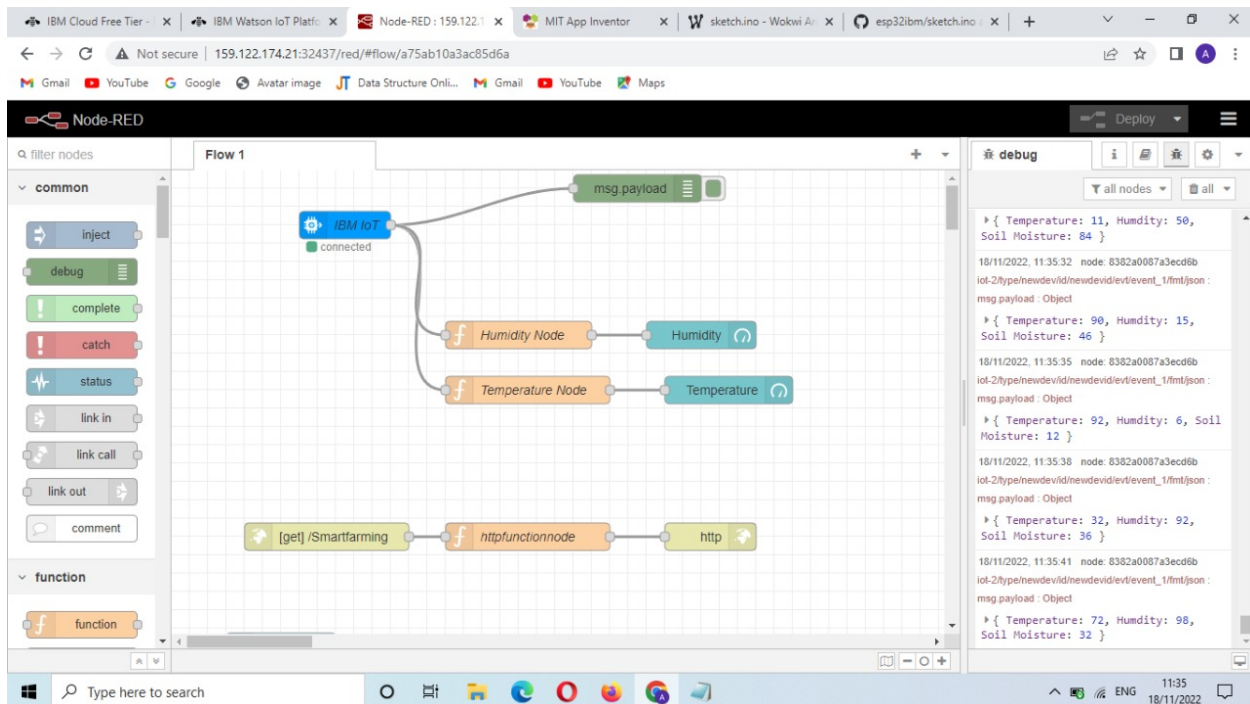 IBM Cloud Free Tier -
IBM Watson IoT Platfo
Node-RED : 159.122.1
MIT App Inventor
sketch.ino - Wokwi Ar
esp32ibm/sketch.ino
Not secure | 159.122.174.21:32437/red/#flow/a75ab10a3ac85d6a
A
Gmail YouTube Google Avatar image Data Structure Onli... Gmail YouTube Maps
Node-RED
Deploy
filter nodes
common
inject
debug
complete
catch
status
link in
link call
link out
comment
function
function
Flow 1
msg.payload
IBM IoT
connected
Humidity Node
Humidity
Temperature Node
Temperature
[get] /Smartfarming
httpfunctionnode
http
debug
all nodes
all
{ Temperature: 11, Humdity: 50,
Soil Moisture: 84 }
18/11/2022, 11:35:32 node: 8382a0087a3ecd6b
iot-2/type/newdev/id/newdevid/evt/event_1/fmt/json :
msg.payload : Object
{ Temperature: 90, Humdity: 15,
Soil Moisture: 46 }
18/11/2022, 11:35:35 node: 8382a0087a3ecd6b
iot-2/type/newdev/id/newdevid/evt/event_1/fmt/json :
msg.payload : Object
{ Temperature: 92, Humdity: 6, Soil
Moisture: 12 }
18/11/2022, 11:35:38 node: 8382a0087a3ecd6b
iot-2/type/newdev/id/newdevid/evt/event_1/fmt/json :
msg.payload : Object
{ Temperature: 32, Humdity: 92,
Soil Moisture: 36 }
18/11/2022, 11:35:41 node: 8382a0087a3ecd6b
iot-2/type/newdev/id/newdevid/evt/event_1/fmt/json :
msg.payload : Object
{ Temperature: 72, Humdity: 98,
Soil Moisture: 32 }
Type here to search
ENG
11:35
18/11/2022